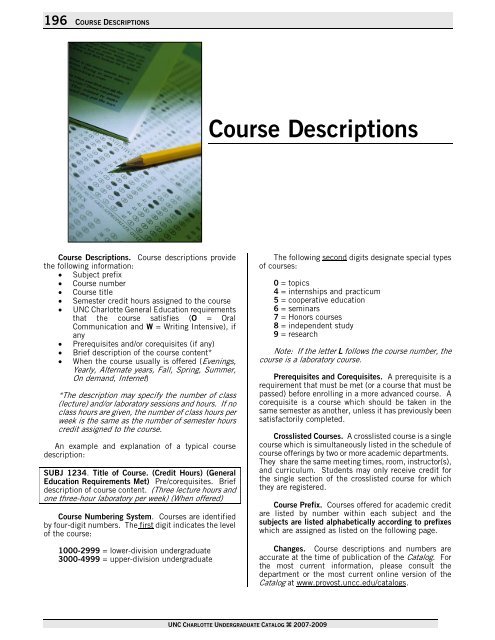 196 COURSE DESCRIPTIONS
Course Descriptions
Course Descriptions. Course descriptions provide
the following information:
• Subject prefix
• Course number
• Course title
• Semester credit hours assigned to the course
• UNC Charlotte General Education requirements
that the course satisfies (O = Oral
Communication and W = Writing Intensive), if
any
• Prerequisites and/or corequisites (if any)
• Brief description of the course content*
• When the course usually is offered (Evenings,
Yearly, Alternate years, Fall, Spring, Summer,
On demand, Internet)
*The description may specify the number of class
(lecture) and/or laboratory sessions and hours. If no
class hours are given, the number of class hours per
week is the same as the number of semester hours
credit assigned to the course.
An example and explanation of a typical course
description:
SUBJ 1234. Title of Course. (Credit Hours) (General
Education Requirements Met) Pre/corequisites. Brief
description of course content. (Three lecture hours and
one three-hour laboratory per week) (When offered)
Course Numbering System. Courses are identified
by four-digit numbers. The first digit indicates the level
of the course:
1000-2999 = lower-division undergraduate
3000-4999 = upper-division undergraduate
The following second digits designate special types
of courses:
0 = topics
4 = internships and practicum
5 = cooperative education
6 = seminars
7 = Honors courses
8 = independent study
9 = research
Note: If the letter L follows the course number, the
course is a laboratory course.
Prerequisites and Corequisites. A prerequisite is a
requirement that must be met (or a course that must be
passed) before enrolling in a more advanced course. A
corequisite is a course which should be taken in the
same semester as another, unless it has previously been
satisfactorily completed.
Crosslisted Courses. A crosslisted course is a single
course which is simultaneously listed in the schedule of
course offerings by two or more academic departments.
They share the same meeting times, room, instructor(s),
and curriculum. Students may only receive credit for
the single section of the crosslisted course for which
they are registered.
Course Prefix. Courses offered for academic credit
are listed by number within each subject and the
subjects are listed alphabetically according to prefixes
which are assigned as listed on the following page.
Changes. Course descriptions and numbers are
accurate at the time of publication of the Catalog. For
the most current information, please consult the
department or the most current online version of the
Catalog at www.provost.uncc.edu/catalogs.
UNC CHARLOTTE UNDERGRADUATE CATALOG ⌘ 2007-2009